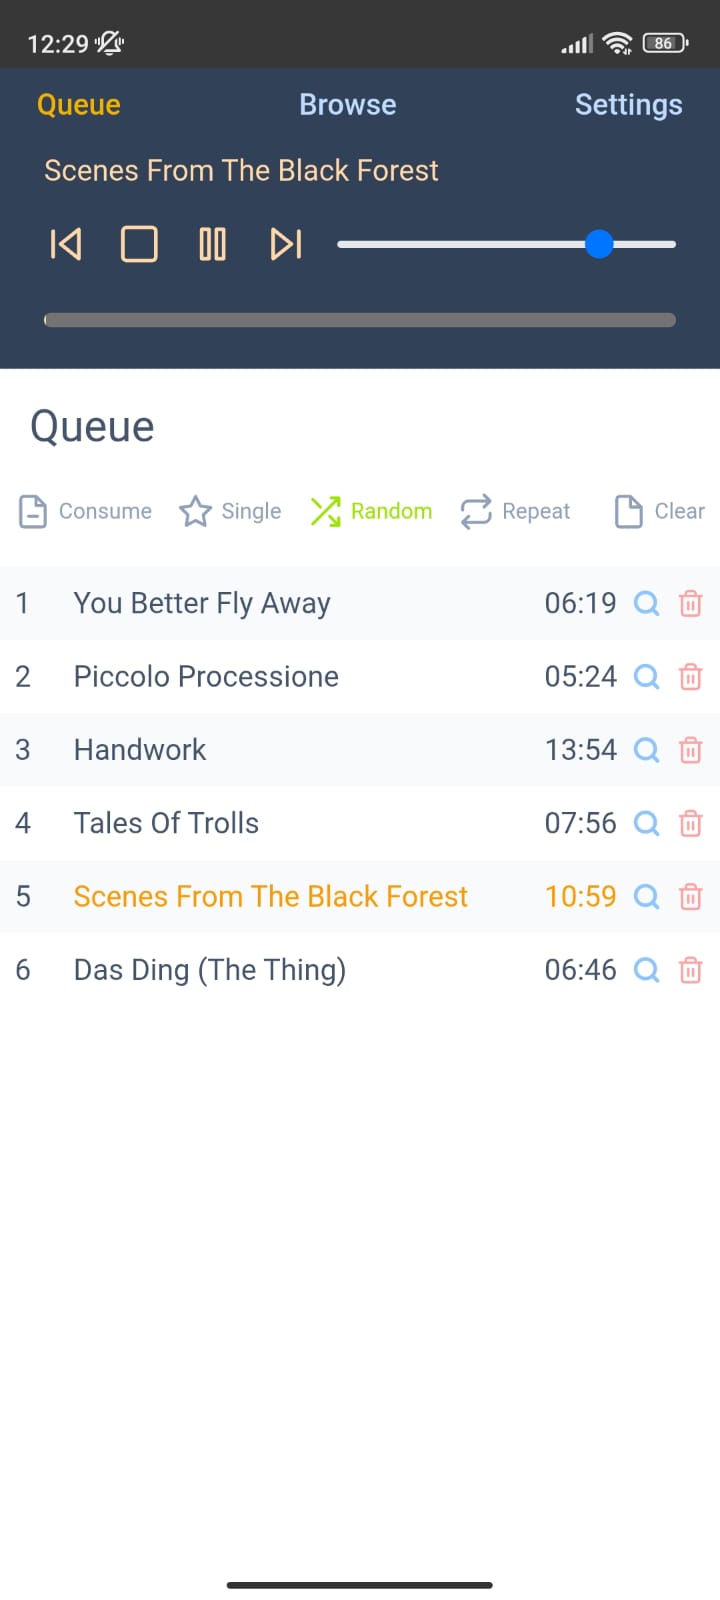 12:29 86
Queue Browse Settings
Scenes From The Black Forest
Queue
Consume Single Random Repeat Clear
1 You Better Fly Away 06:19
2 Piccolo Processione 05:24
3 Handwork 13:54
4 Tales Of Trolls 07:56
5 Scenes From The Black Forest 10:59
6 Das Ding (The Thing) 06:46